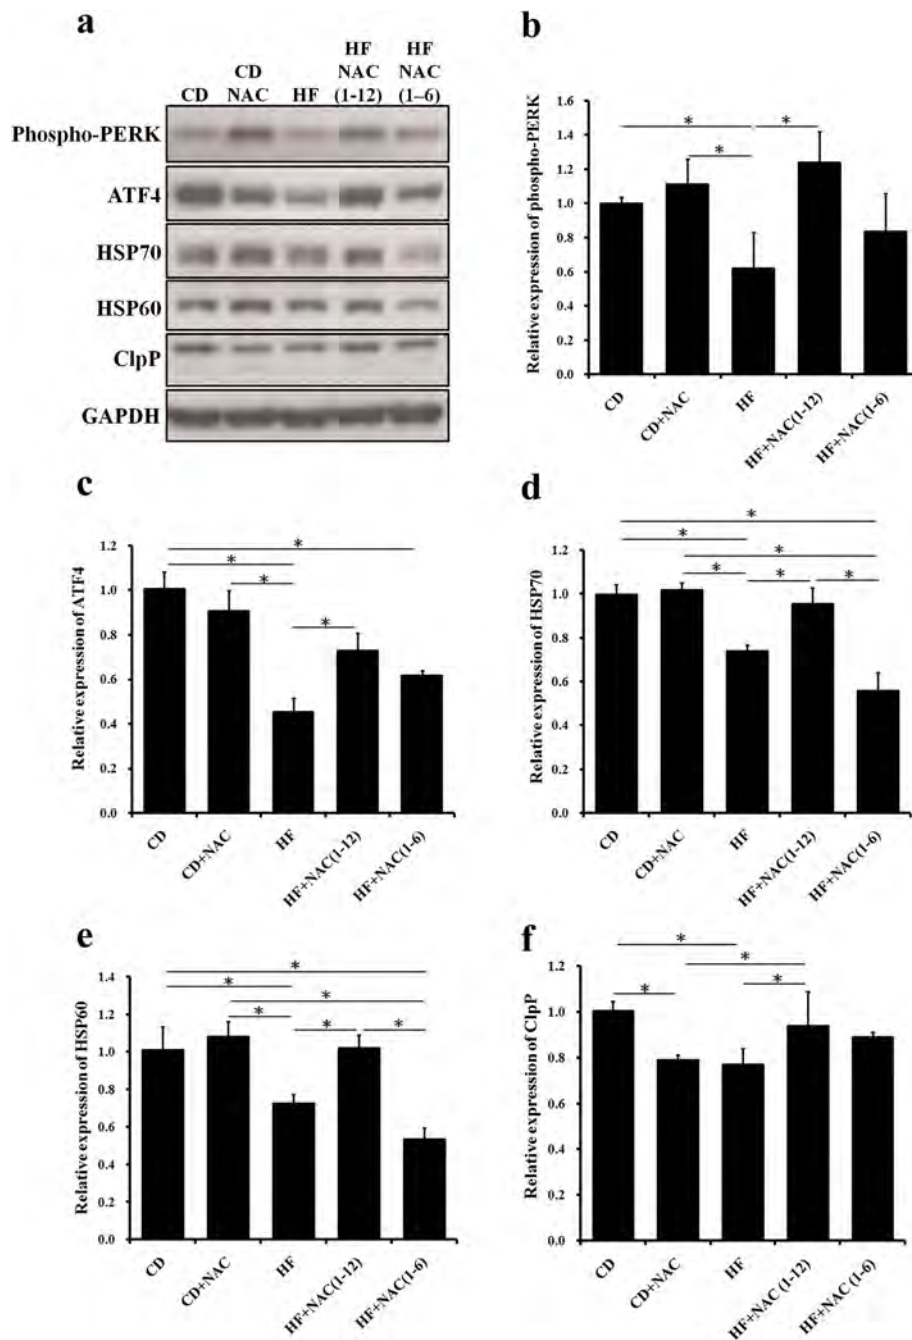 a
CD
CD
NAC
HF
HF
NAC
(1-12)
HF
NAC
(1–6)
Phospho-PERK
ATF4
HSP70
HSP60
ClpP
GAPDH
b
Relative expression of phospho-PERK
1.6
1.4
1.2
1.0
0.8
0.6
0.4
0.2
0.0
*
*
*
CD
CD+NAC
HF
HF+NAC(1-12)
HF+NAC(1-6)
c
Relative expression of ATF4
1.2
1.0
0.8
0.6
0.4
0.2
0.0
*
*
*
*
CD
CD+NAC
HF
HF+NAC(1-12)
HF+NAC(1-6)
d
Relative expression of HSP70
1.2
1.0
0.8
0.6
0.4
0.2
0.0
*
*
*
*
*
*
CD
CD+NAC
HF
HF+NAC(1-12)
HF+NAC(1-6)
e
Relative expression of HSP60
1.4
1.2
1.0
0.8
0.6
0.4
0.2
0.0
*
*
*
*
*
*
CD
CD+NAC
HF
HF+NAC(1-12)
HF+NAC(1-6)
f
Relative expression of ClpP
1.2
1.0
0.8
0.6
0.4
0.2
0.0
*
*
*
*
CD
CD+NAC
HF
HF+NAC (1-12)
HF+NAC (1-6)